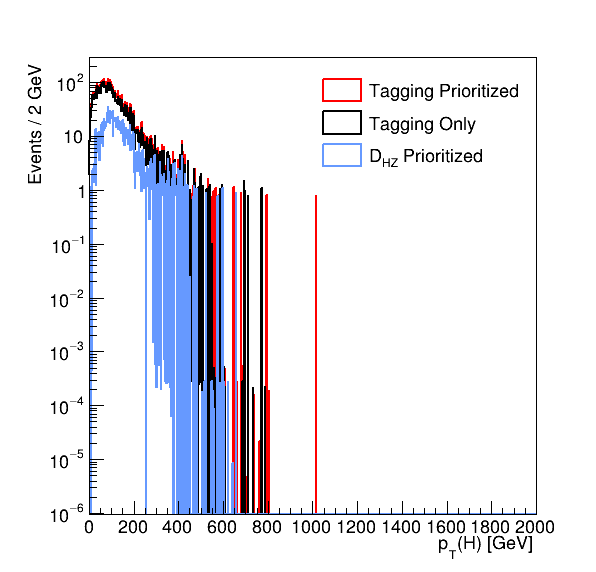 Events / 2 GeV
10²
10
1
10⁻¹
10⁻²
10⁻³
10⁻⁴
10⁻⁵
10⁻⁶
Tagging Prioritized
Tagging Only
D_HZ Prioritized
0 200 400 600 800 1000 1200 1400 1600 1800 2000
p_T(H) [GeV]